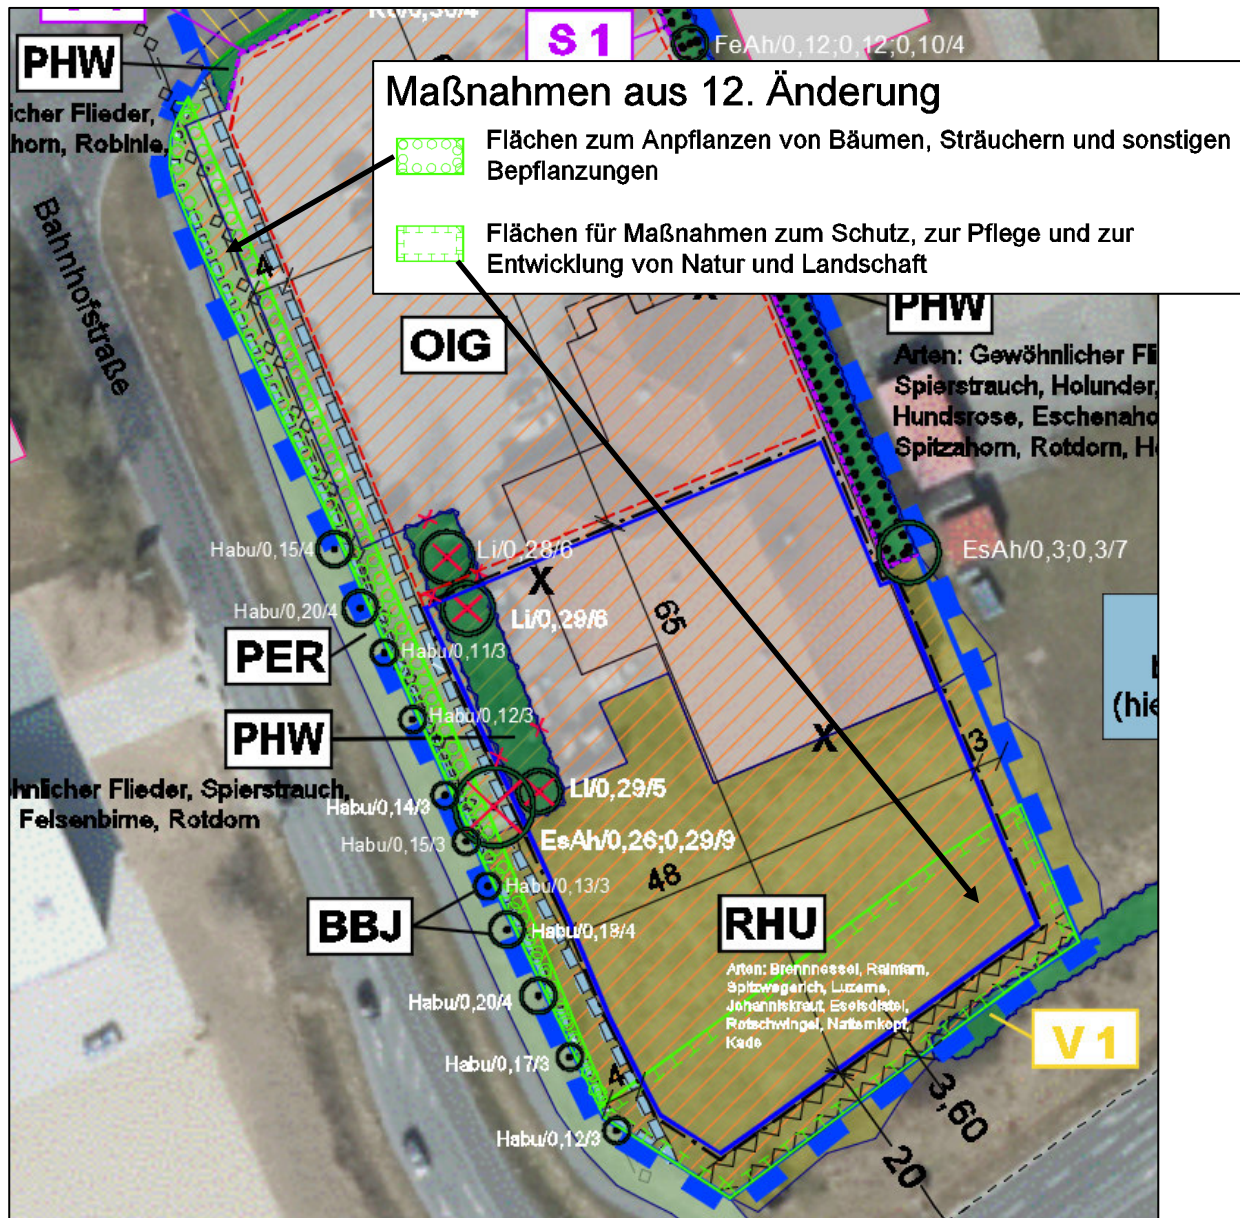 S 1
PHW
FeAh/0,12;0,12;0,10/4
icher Flieder,
horn, Robinie,
Maßnahmen aus 12. Änderung
Flächen zum Anpflanzen von Bäumen, Sträuchern und sonstigen
Bepflanzungen
Flächen für Maßnahmen zum Schutz, zur Pflege und zur
Entwicklung von Natur und Landschaft
Bahnhofstraße
4
OIG
PHW
Arten: Gewöhnlicher Fl
Spierstrauch, Holunder,
Hundsrose, Eschenaho
Spitzahorn, Rotdorn, H
Habu/0,15/4
Li/0,28/6
EsAh/0,3;0,3/7
X
Habu/0,20/4
Li/0,29/6
65
PER
Habu/0,11/3
Habu/0,12/3
PHW
X
3
(hie
hnlicher Flieder, Spierstrauch,
Felsenbirne, Rotdorn
Habu/0,14/3
Li/0,29/5
Habu/0,15/3
EsAh/0,26;0,29/9
48
Habu/0,13/3
BBJ
Habu/0,18/4
RHU
Arten: Brennnessel, Rainfarn,
Spitzwegerich, Luzerne,
Johanniskraut, Eselsdistel,
Rotschwingel, Natternkopf,
Habu/0,20/4
V 1
Habu/0,17/3
4
3,60
Habu/0,12/3
20